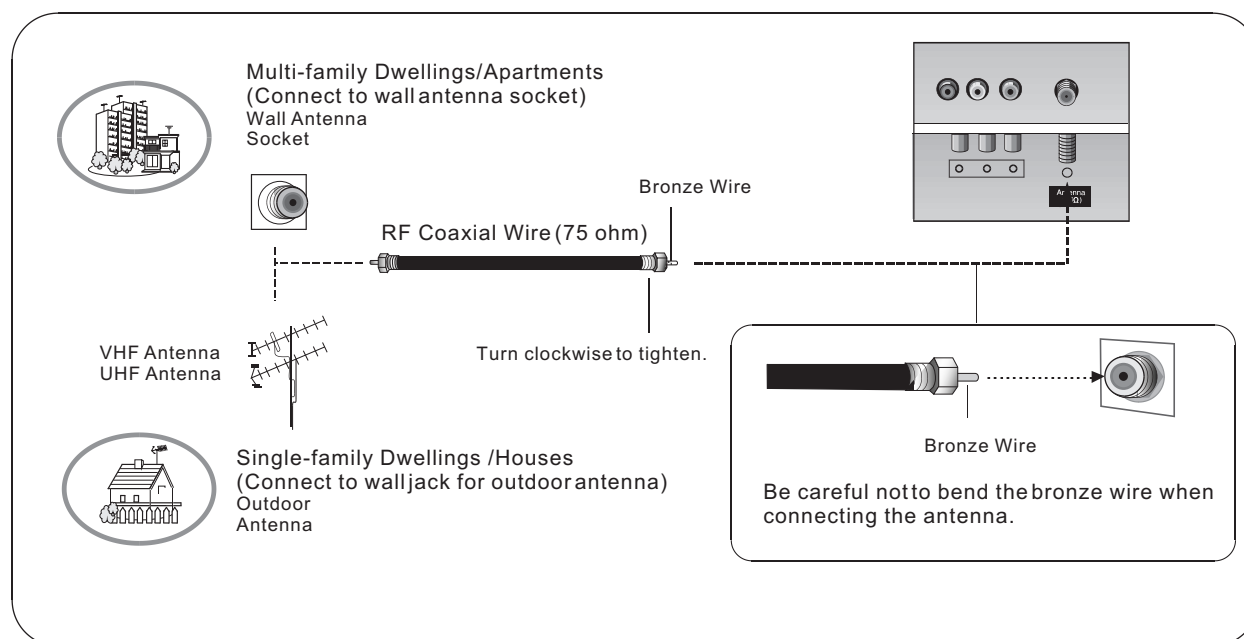 Multi-family Dwellings/Apartments
(Connect to wall antenna socket)
Wall Antenna
Socket
Bronze Wire
RF Coaxial Wire (75 ohm)
Antenna
Ω)
VHF Antenna
UHF Antenna
Turn clockwise to tighten.
Bronze Wire
Be careful not to bend the bronze wire when
connecting the antenna.
Single-family Dwellings /Houses
(Connect to wall jack for outdoor antenna)
Outdoor
Antenna